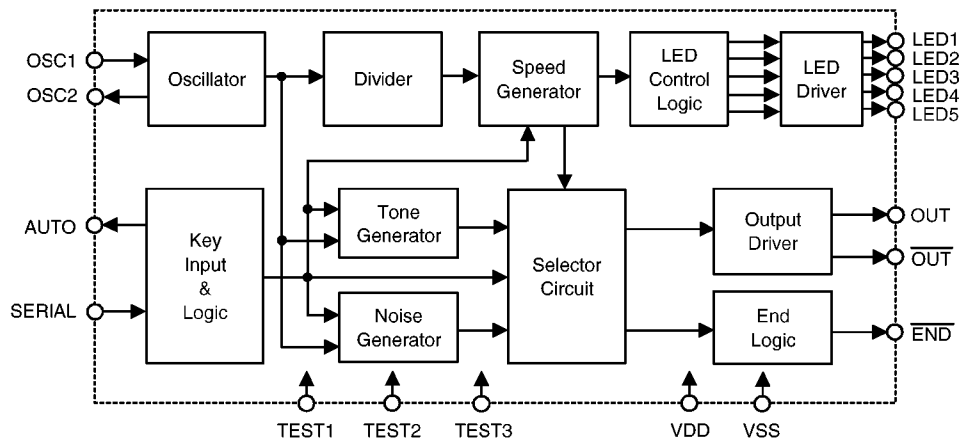 OSC1
OSC2
Oscillator
Divider
Speed
Generator
LED
Control
Logic
LED
Driver
LED1
LED2
LED3
LED4
LED5
AUTO
SERIAL
Key
Input
&
Logic
Tone
Generator
Noise
Generator
Selector
Circuit
Output
Driver
End
Logic
OUT
OUT
END
TEST1
TEST2
TEST3
VDD
VSS